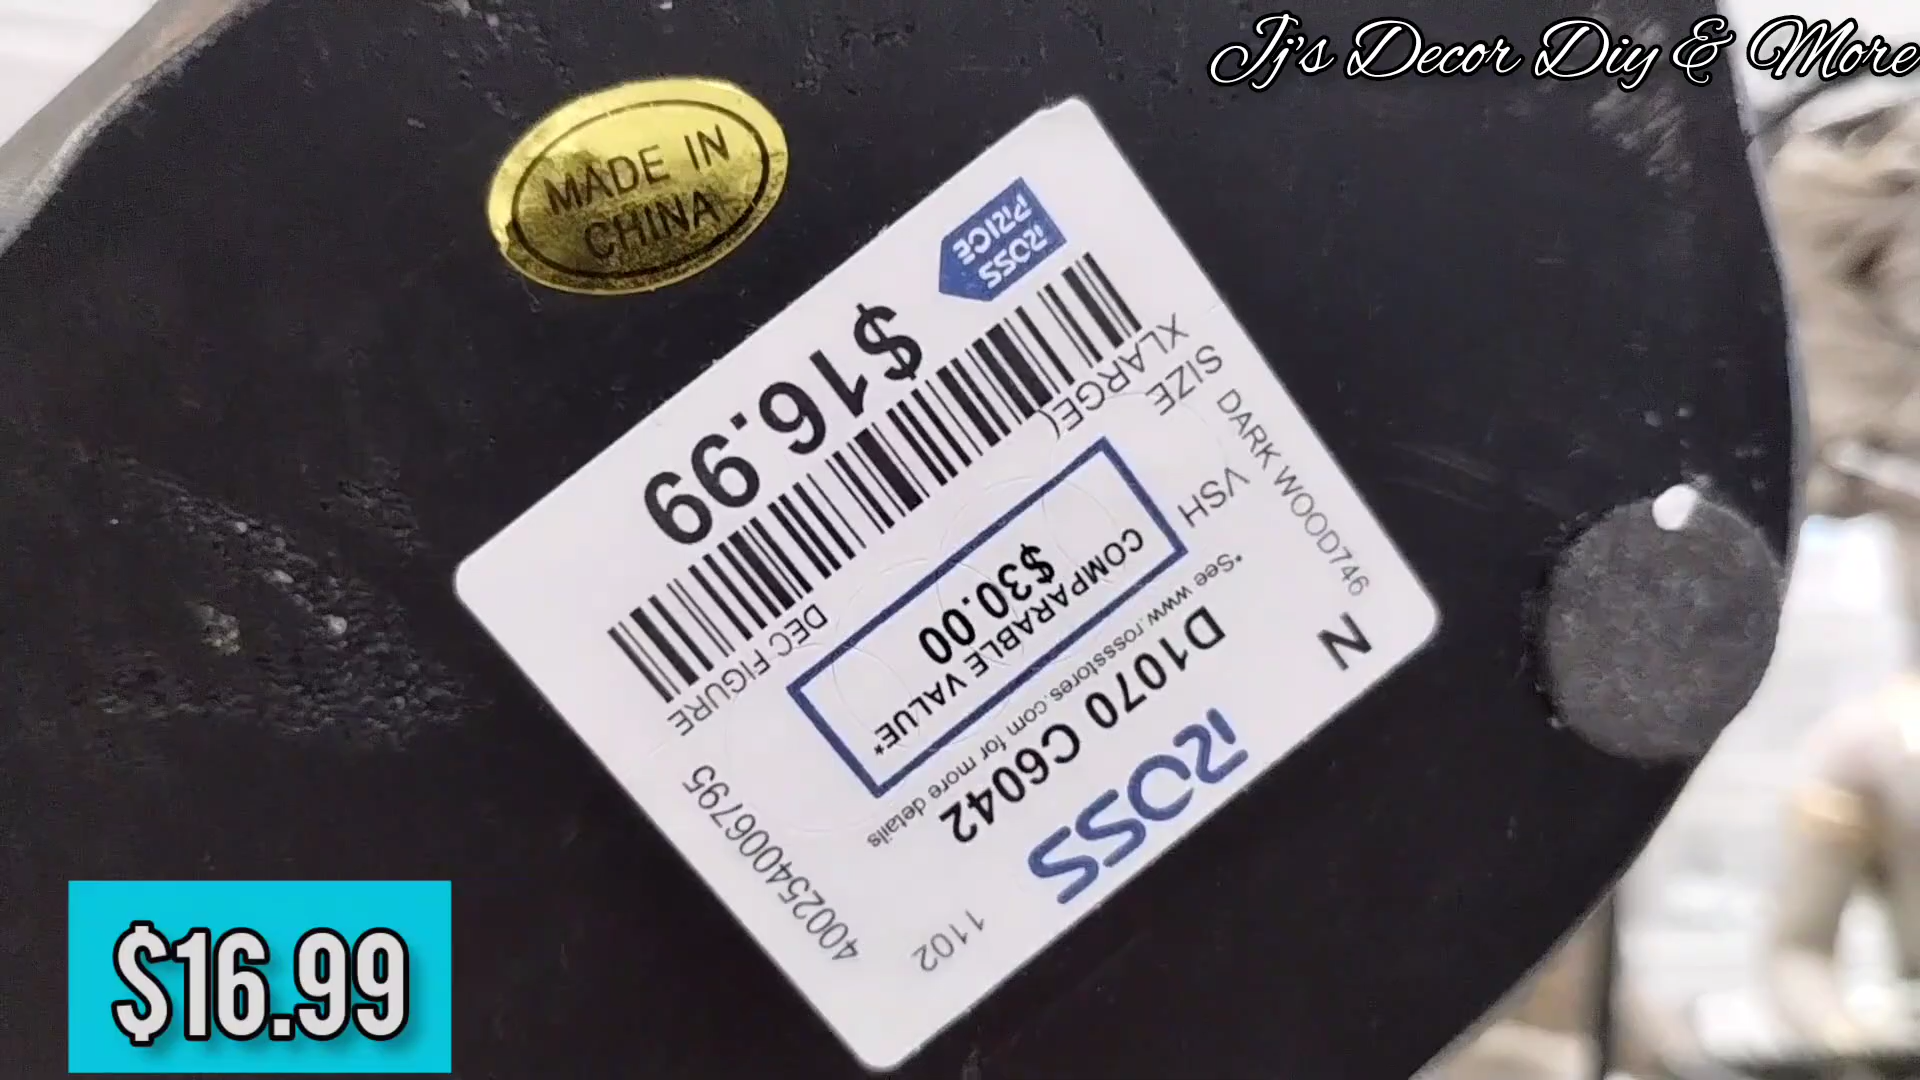 Jj's Decor Diy & More
MADE IN
CHINA
ROSS
1102
D1070 C6042
*See www.rossstores.com for more details
N
COMPARABLE VALUE*
$30.00
400254006795
DEC FIGURE
VSH
DARK WOOD746
SIZE
XLARGE(
$16.99
ROSS
PRICE
$16.99